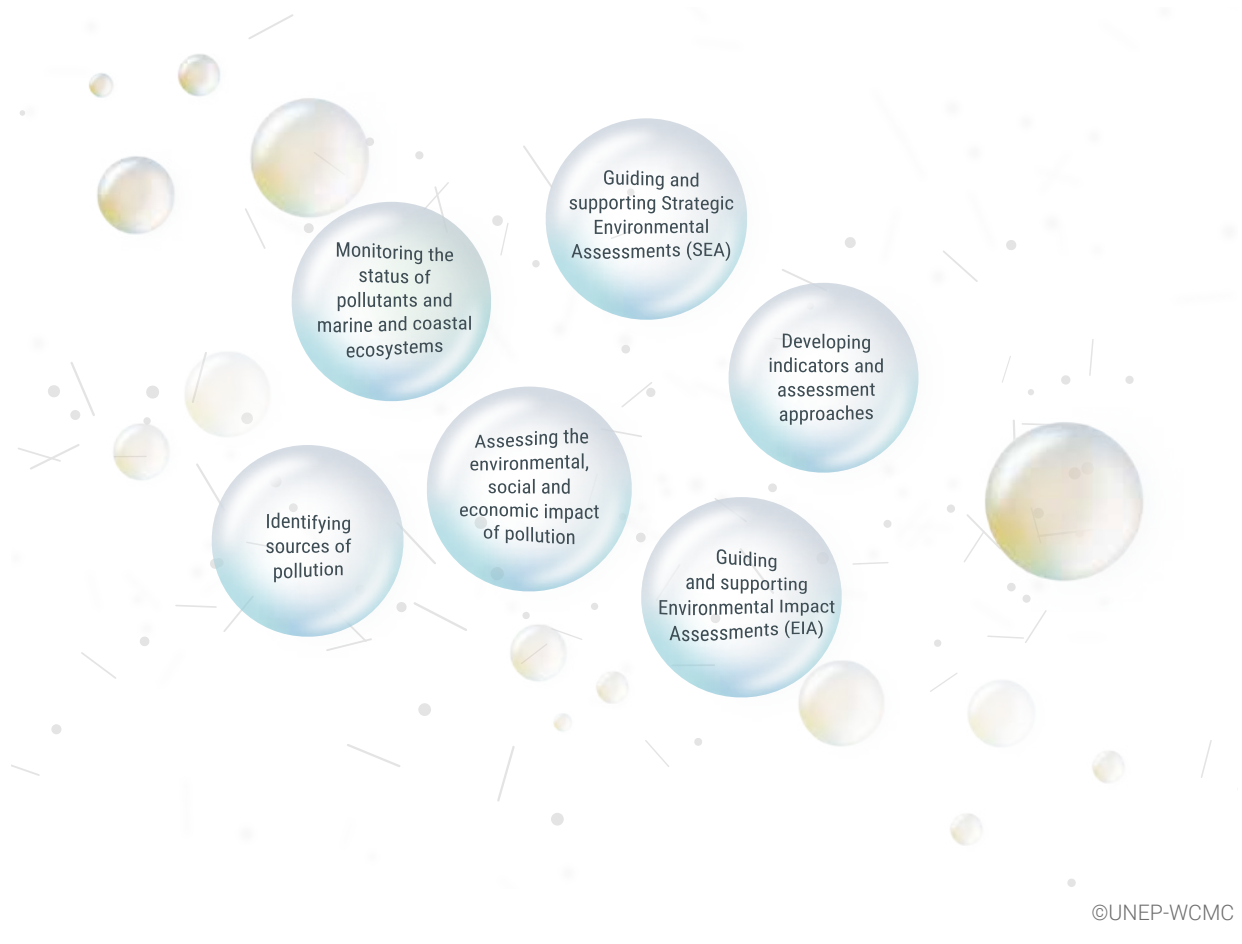 Guiding and
supporting Strategic
Environmental
Assessments (SEA)
Monitoring the
status of
pollutants and
marine and coastal
ecosystems
Developing
indicators and
assessment
approaches
Assessing the
environmental,
social and
economic impact
of pollution
Identifying
sources of
pollution
Guiding
and supporting
Environmental Impact
Assessments (EIA)
©UNEP-WCMC